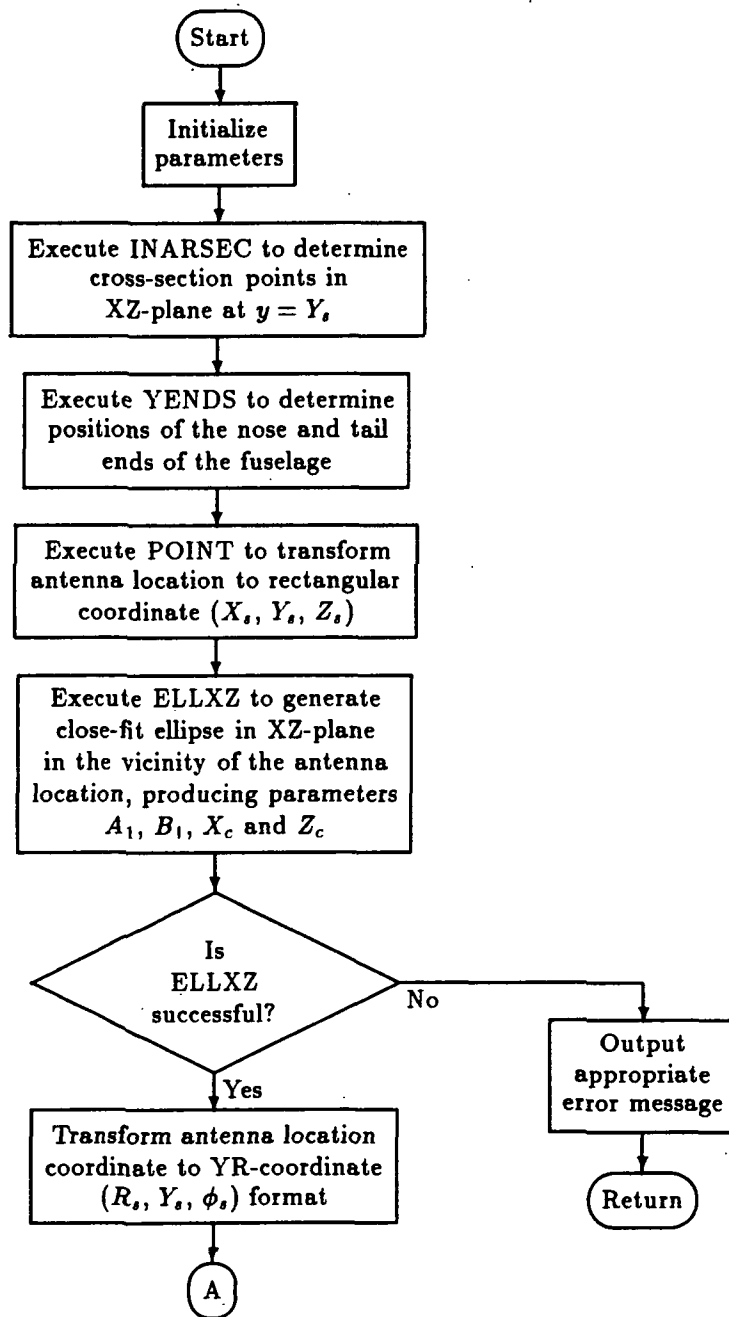 Start
Initialize
parameters
Execute INARSEC to determine
cross-section points in
XZ-plane at y = Yₛ
Execute YENDS to determine
positions of the nose and tail
ends of the fuselage
Execute POINT to transform
antenna location to rectangular
coordinate (Xₛ, Yₛ, Zₛ)
Execute ELLXZ to generate
close-fit ellipse in XZ-plane
in the vicinity of the antenna
location, producing parameters
A₁, B₁, X_c and Z_c
Is
ELLXZ
successful?
No
Yes
Output
appropriate
error message
Return
Transform antenna location
coordinate to YR-coordinate
(Rₛ, Yₛ, ϕₛ) format
A